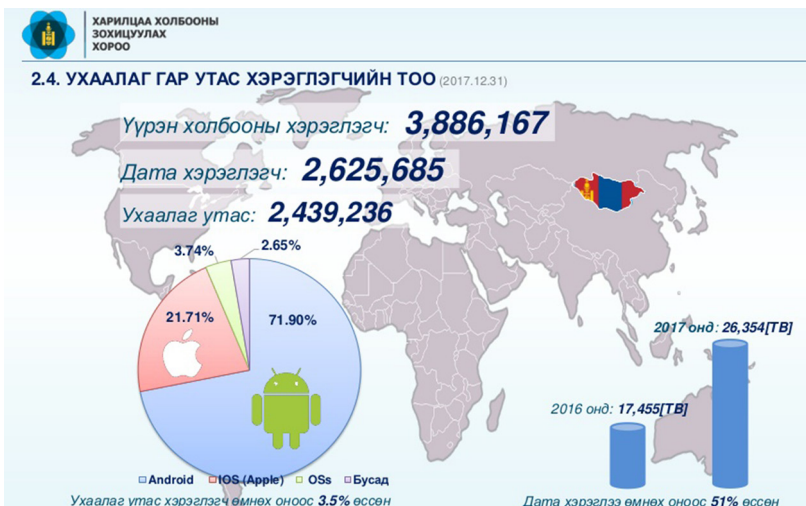 ХАРИЛЦАА ХОЛБООНЫ
ЗОХИЦУУЛАХ
ХОРОО
2.4. УХААЛАГ ГАР УТАС ХЭРЭГЛЭГЧИЙН ТОО (2017.12.31)
Үүрэн холбооны хэрэглэгч: 3,886,167
Дата хэрэглэгч: 2,625,685
Ухаалаг утас: 2,439,236
3.74%
2.65%
21.71%
71.90%
2017 онд: 26,354[TB]
2016 онд: 17,455[TB]
Android IOS (Apple) OSs Бусад
Ухаалаг утас хэрэглэгч өмнөх оноос 3.5% өссөн
Дата хэрэглээ өмнөх оноос 51% өссөн